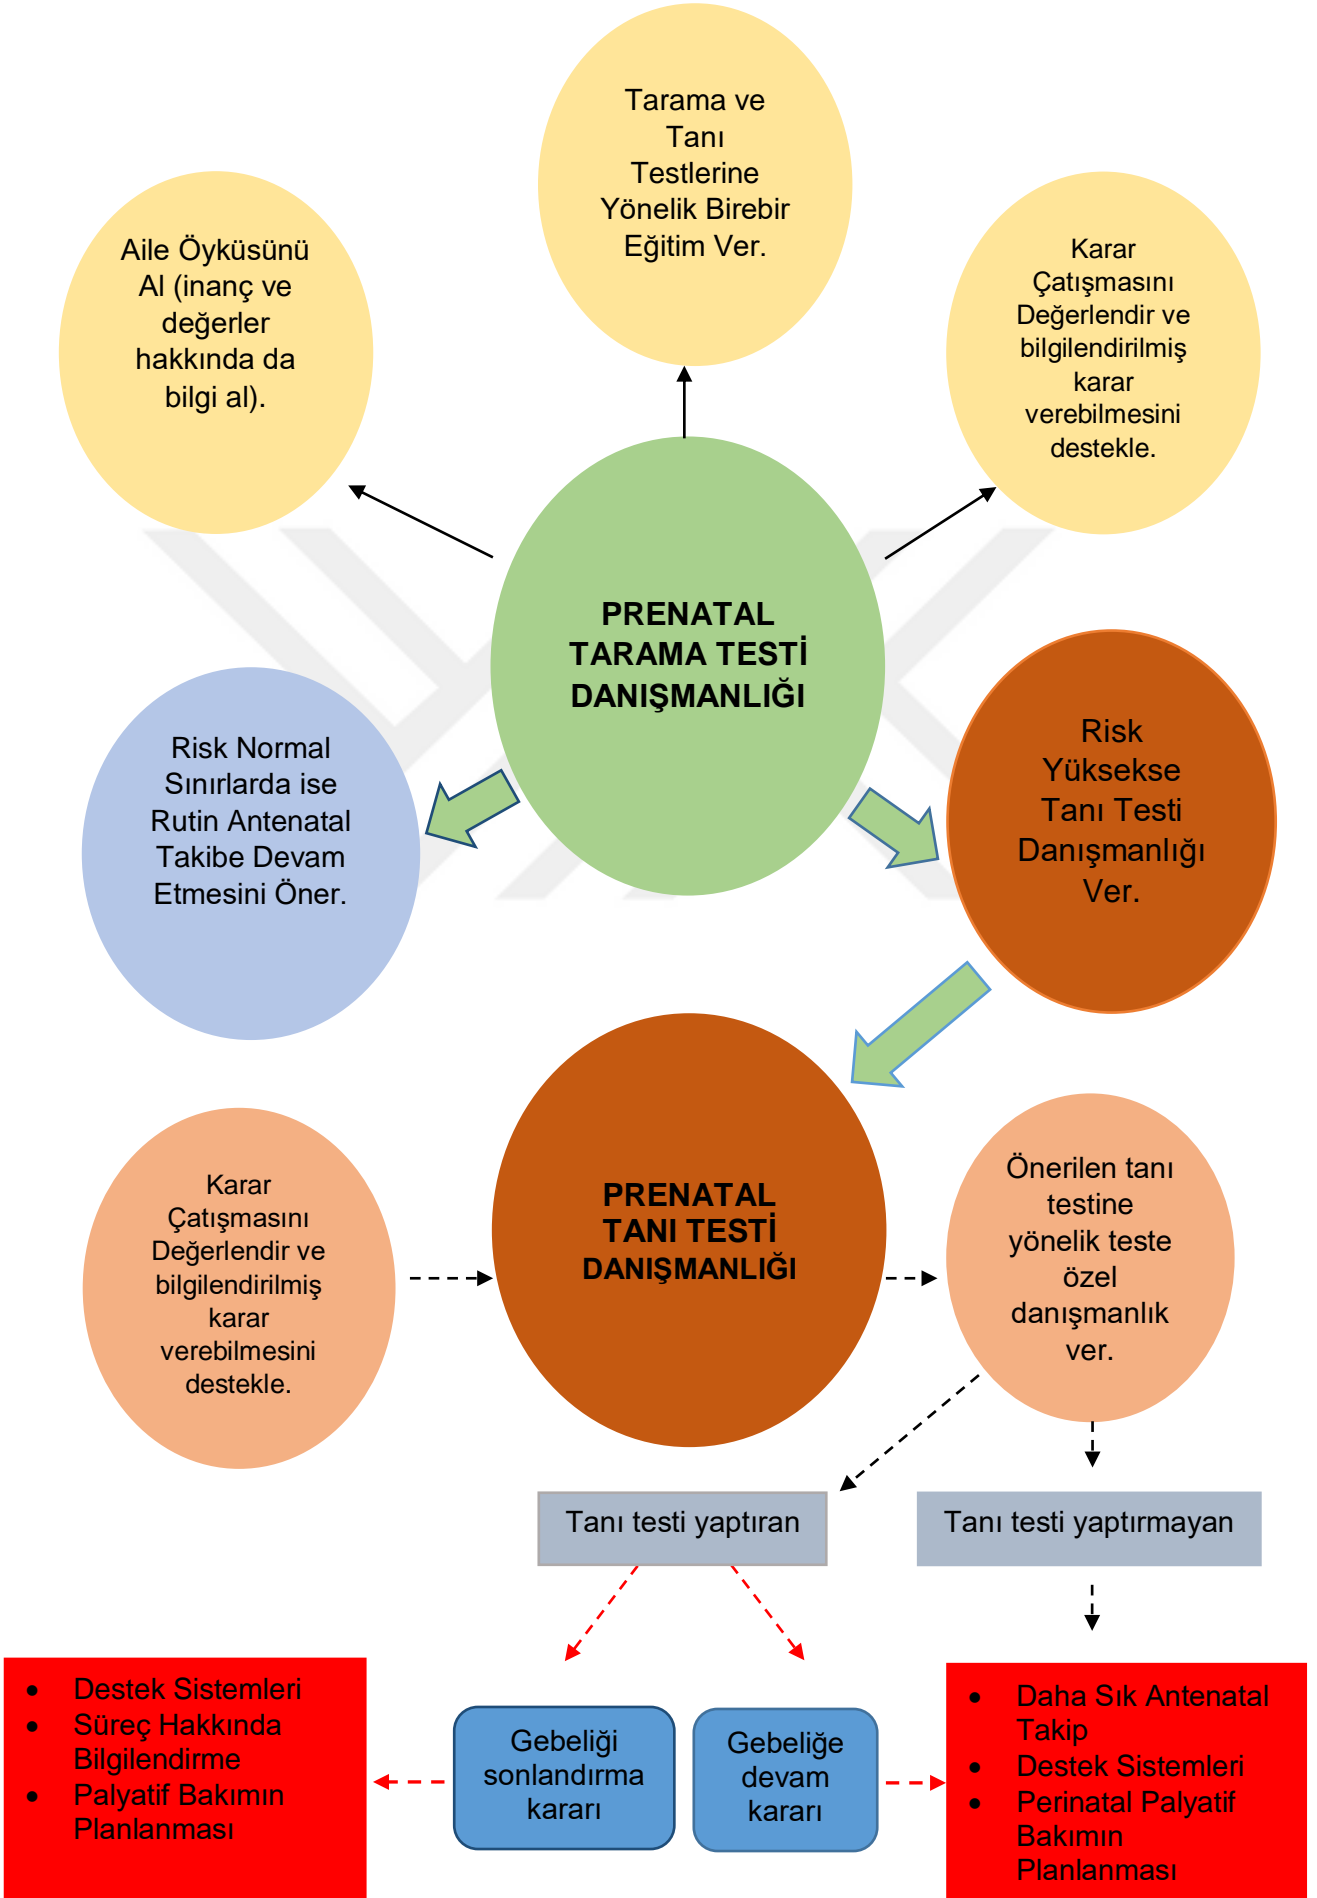 Tarama ve
Tanı
Testlerine
Yönelik Birebir
Eğitim Ver.
Aile Öyküsünü
Al (inanç ve
değerler
hakkında da
bilgi al).
Karar
Çatışmasını
Değerlendir ve
bilgilendirilmiş
karar
verebilmesini
destekle.
PRENATAL
TARAMA TESTİ
DANIŞMANLIĞI
Risk Normal
Sınırlarda ise
Rutin Antenatal
Takibe Devam
Etmesini Öner.
Risk
Yüksekse
Tanı Testi
Danışmanlığı
Ver.
Karar
Çatışmasını
Değerlendir ve
bilgilendirilmiş
karar
verebilmesini
destekle.
PRENATAL
TANI TESTİ
DANIŞMANLIĞI
Önerilen tanı
testine
yönelik teste
özel
danışmanlık
ver.
Tanı testi yaptıran
Tanı testi yaptırmayan
• Destek Sistemleri
• Süreç Hakkında
Bilgilendirme
• Palyatif Bakımın
Planlanması
Gebeliği
sonlandırma
kararı
Gebeliğe
devam
kararı
• Daha Sık Antenatal
Takip
• Destek Sistemleri
• Perinatal Palyatif
Bakımın
Planlanması